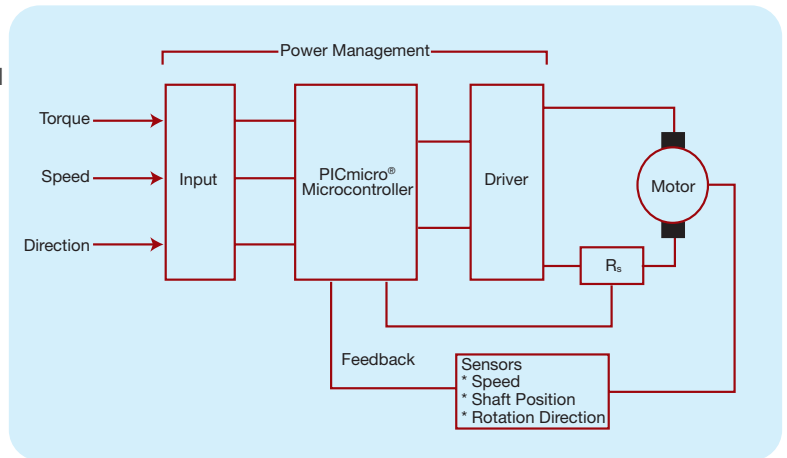 Power Management
Torque
Speed
Direction
Input
PICmicro®
Microcontroller
Driver
Motor
Rs
Feedback
Sensors
* Speed
* Shaft Position
* Rotation Direction